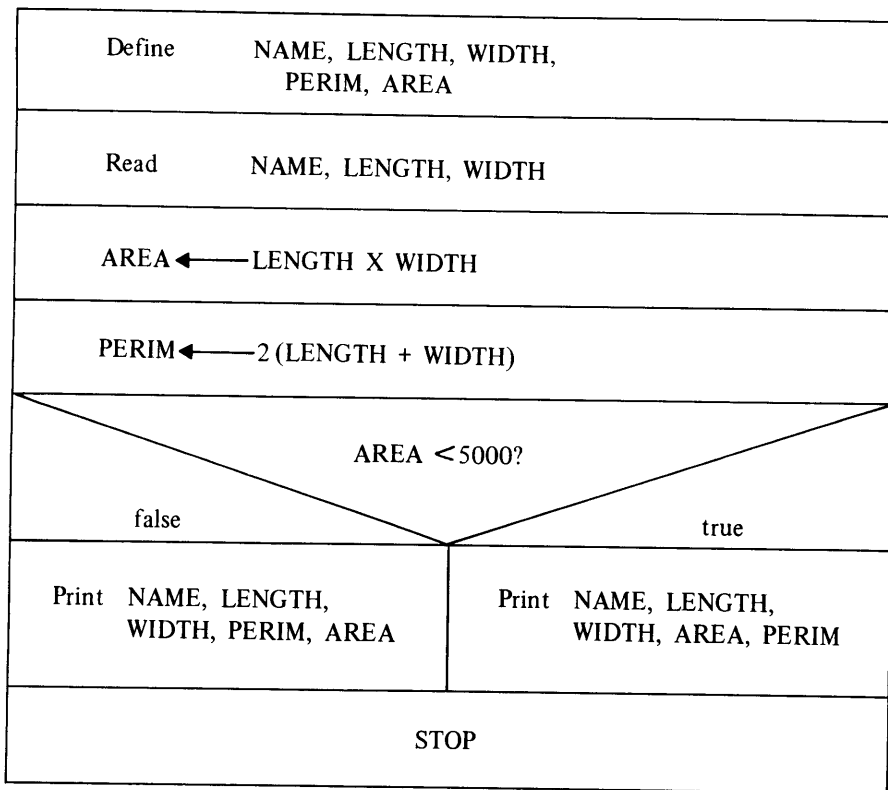 Define NAME, LENGTH, WIDTH,
PERIM, AREA
Read NAME, LENGTH, WIDTH
AREA ← LENGTH X WIDTH
PERIM ← 2 (LENGTH + WIDTH)
AREA < 5000?
false
true
Print NAME, LENGTH,
WIDTH, PERIM, AREA
Print NAME, LENGTH,
WIDTH, AREA, PERIM
STOP